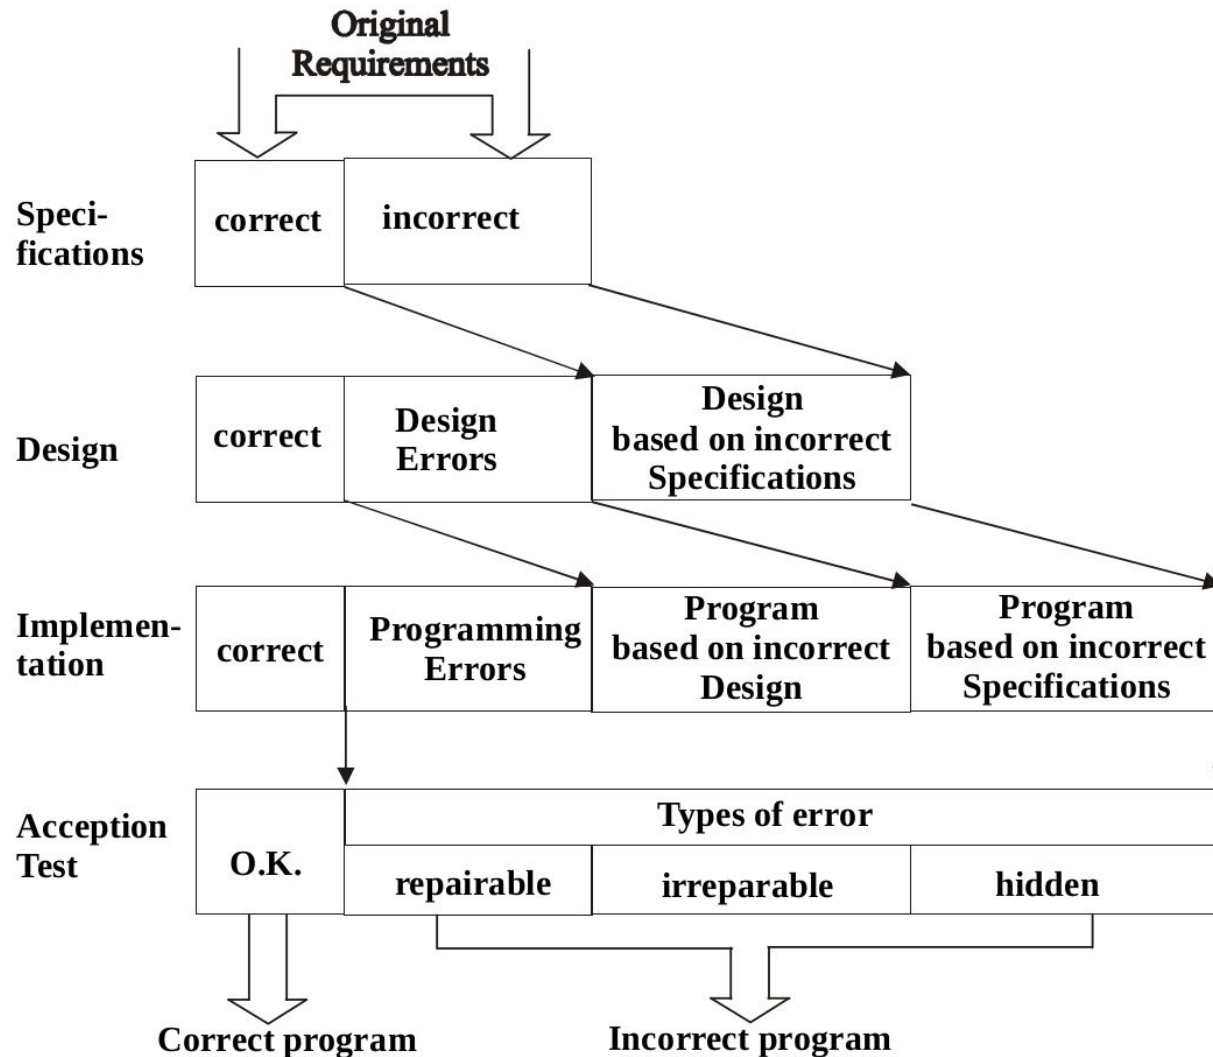 Original
Requirements
Speci-
fications
correct
incorrect
Design
correct
Design
Errors
Design
based on incorrect
Specifications
Implemen-
tation
correct
Programming
Errors
Program
based on incorrect
Design
Program
based on incorrect
Specifications
Acception
Test
O.K.
Types of error
repairable
irreparable
hidden
Correct program
Incorrect program